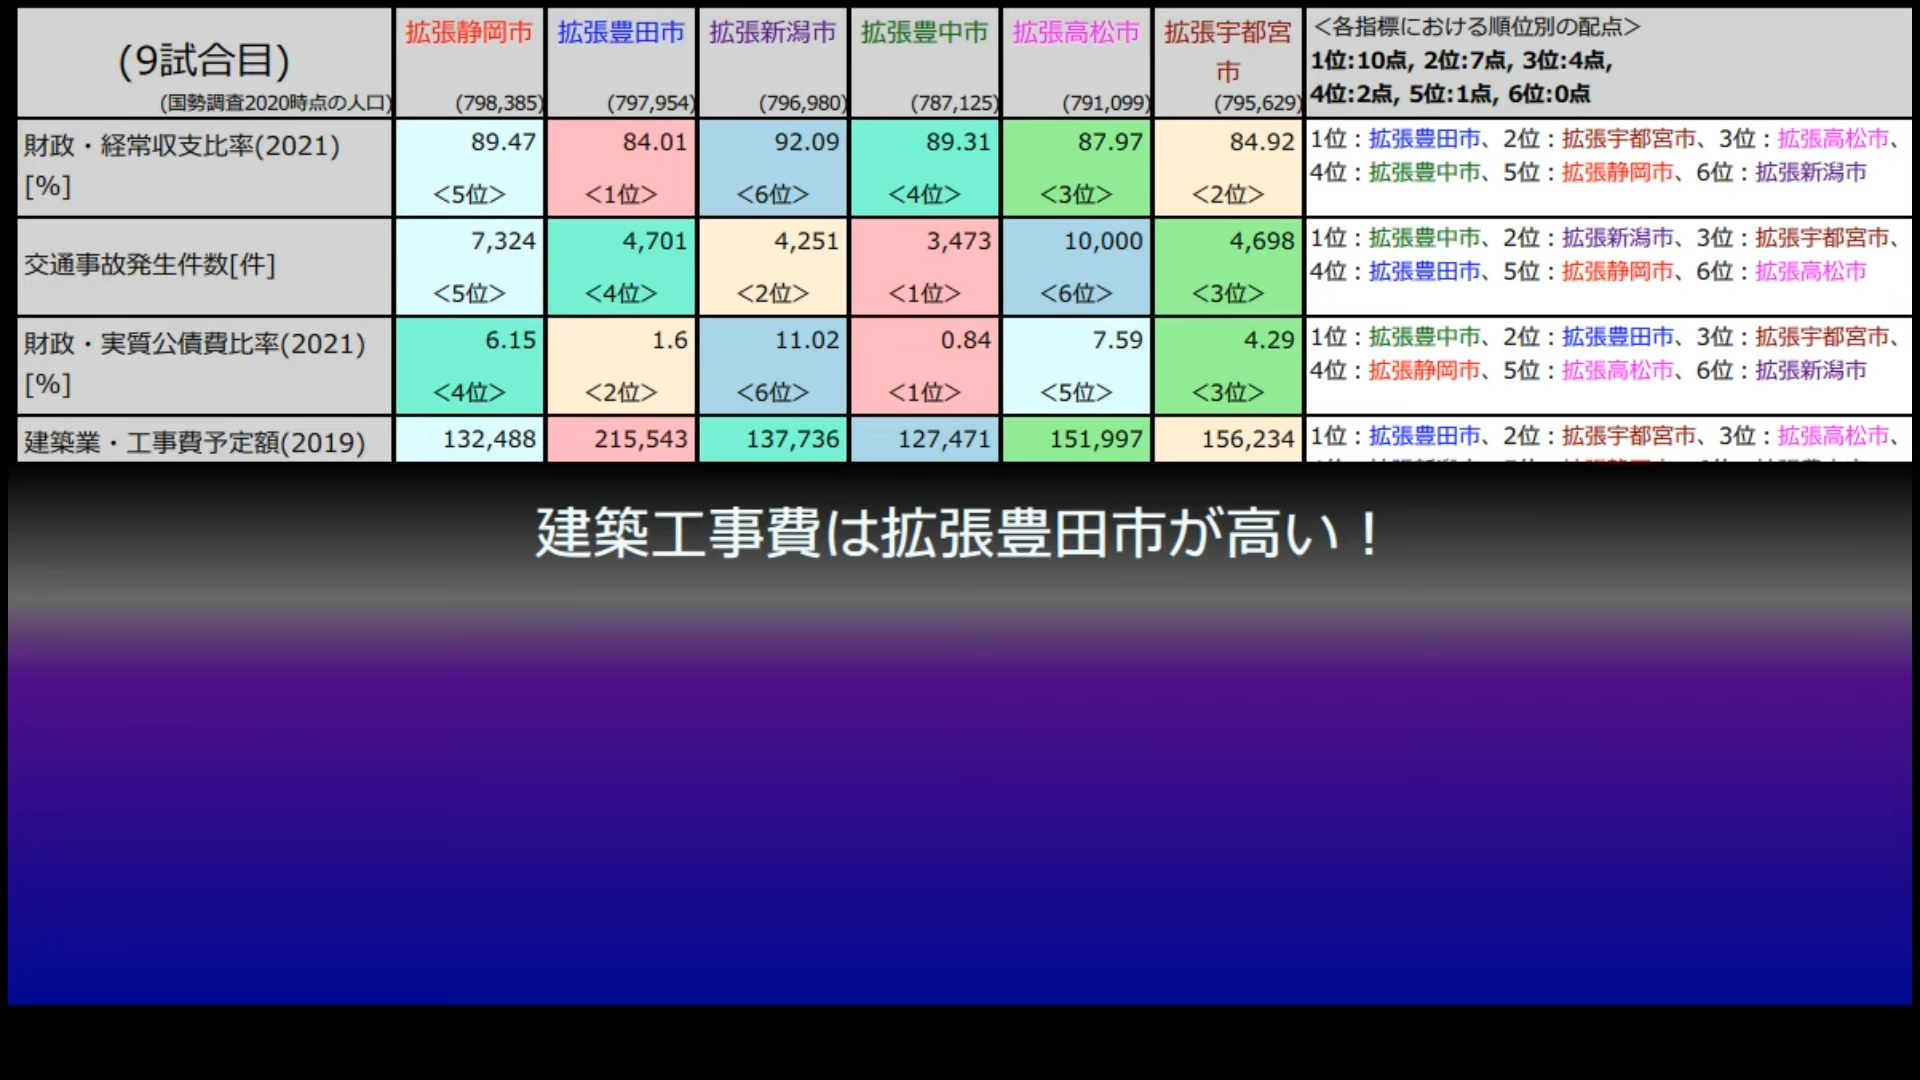 (9試合目)
(国勢調査2020時点の人口)
拡張静岡市
(798,385)
拡張豊田市
(797,954)
拡張新潟市
(796,980)
拡張豊中市
(787,125)
拡張高松市
(791,099)
拡張宇都宮
市
(795,629)
＜各指標における順位別の配点＞
1位:10点, 2位:7点, 3位:4点,
4位:2点, 5位:1点, 6位:0点
財政・経常収支比率(2021)
[%]
89.47
<5位>
84.01
<1位>
92.09
<6位>
89.31
<4位>
87.97
<3位>
84.92
<2位>
1位：拡張豊田市、2位：拡張宇都宮市、3位：拡張高松市、
4位：拡張豊中市、5位：拡張静岡市、6位：拡張新潟市
交通事故発生件数[件]
7,324
<5位>
4,701
<4位>
4,251
<2位>
3,473
<1位>
10,000
<6位>
4,698
<3位>
1位：拡張豊中市、2位：拡張新潟市、3位：拡張宇都宮市、
4位：拡張豊田市、5位：拡張静岡市、6位：拡張高松市
財政・実質公債費比率(2021)
[%]
6.15
<4位>
1.6
<2位>
11.02
<6位>
0.84
<1位>
7.59
<5位>
4.29
<3位>
1位：拡張豊中市、2位：拡張豊田市、3位：拡張宇都宮市、
4位：拡張静岡市、5位：拡張高松市、6位：拡張新潟市
建築業・工事費予定額(2019)
132,488
215,543
137,736
127,471
151,997
156,234
1位：拡張豊田市、2位：拡張宇都宮市、3位：拡張高松市、
建築工事費は拡張豊田市が高い！